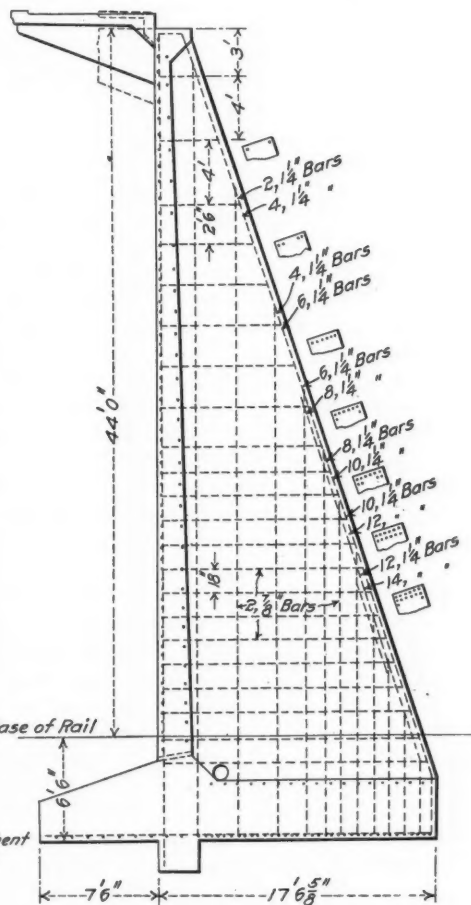 3'
4'
4'
2'6"
2, 1¼" Bars
4, 1¼" "
4, 1¼" Bars
6, 1¼" Bars
6, 1¼" Bars
8, 1¼" "
8, 1¼" Bars
10, 1¼" "
10, 1¼" Bars
12, " "
12, 1¼" Bars
14, " "
44'0"
18"
2, ⅞" Bars
ase of Rail
6'6"
ent
7'6"
17'6⅝"